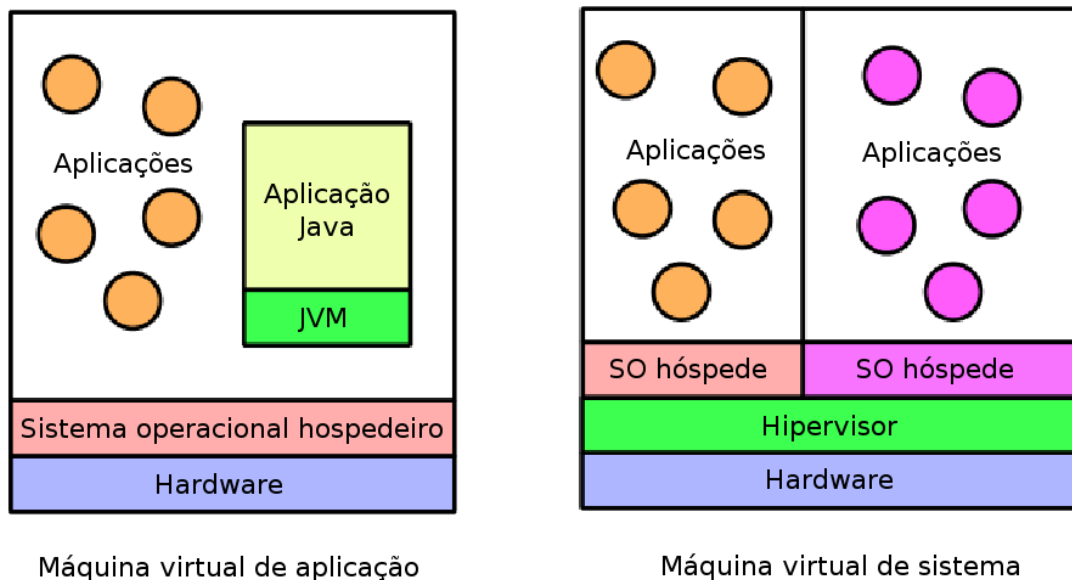 Aplicações
Aplicação
Java
JVM
Sistema operacional hospedeiro
Hardware
Máquina virtual de aplicação
Aplicações
Aplicações
SO hóspede
SO hóspede
Hipervisor
Hardware
Máquina virtual de sistema